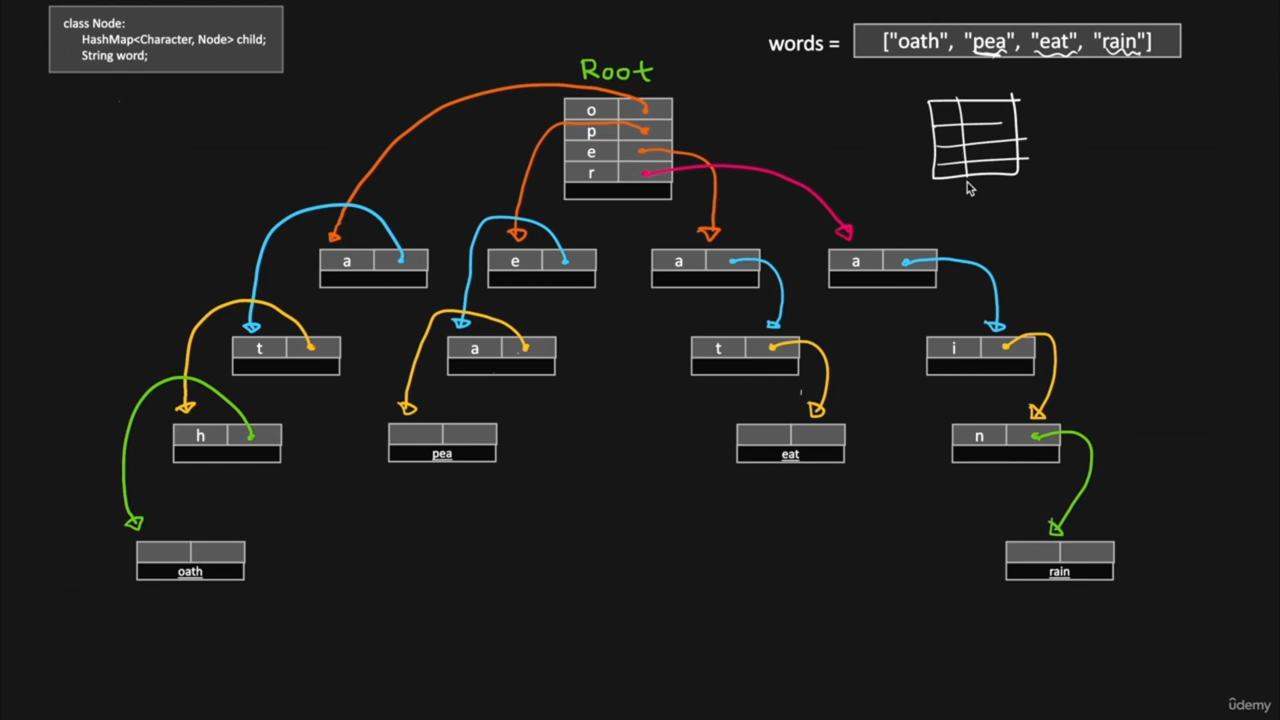 class Node:
HashMap<Character, Node> child;
String word;
words = ["oath", "pea", "eat", "rain"]
Root
o
p
e
r
a
e
a
a
t
a
t
i
h
pea
eat
n
oath
rain
ûdemy